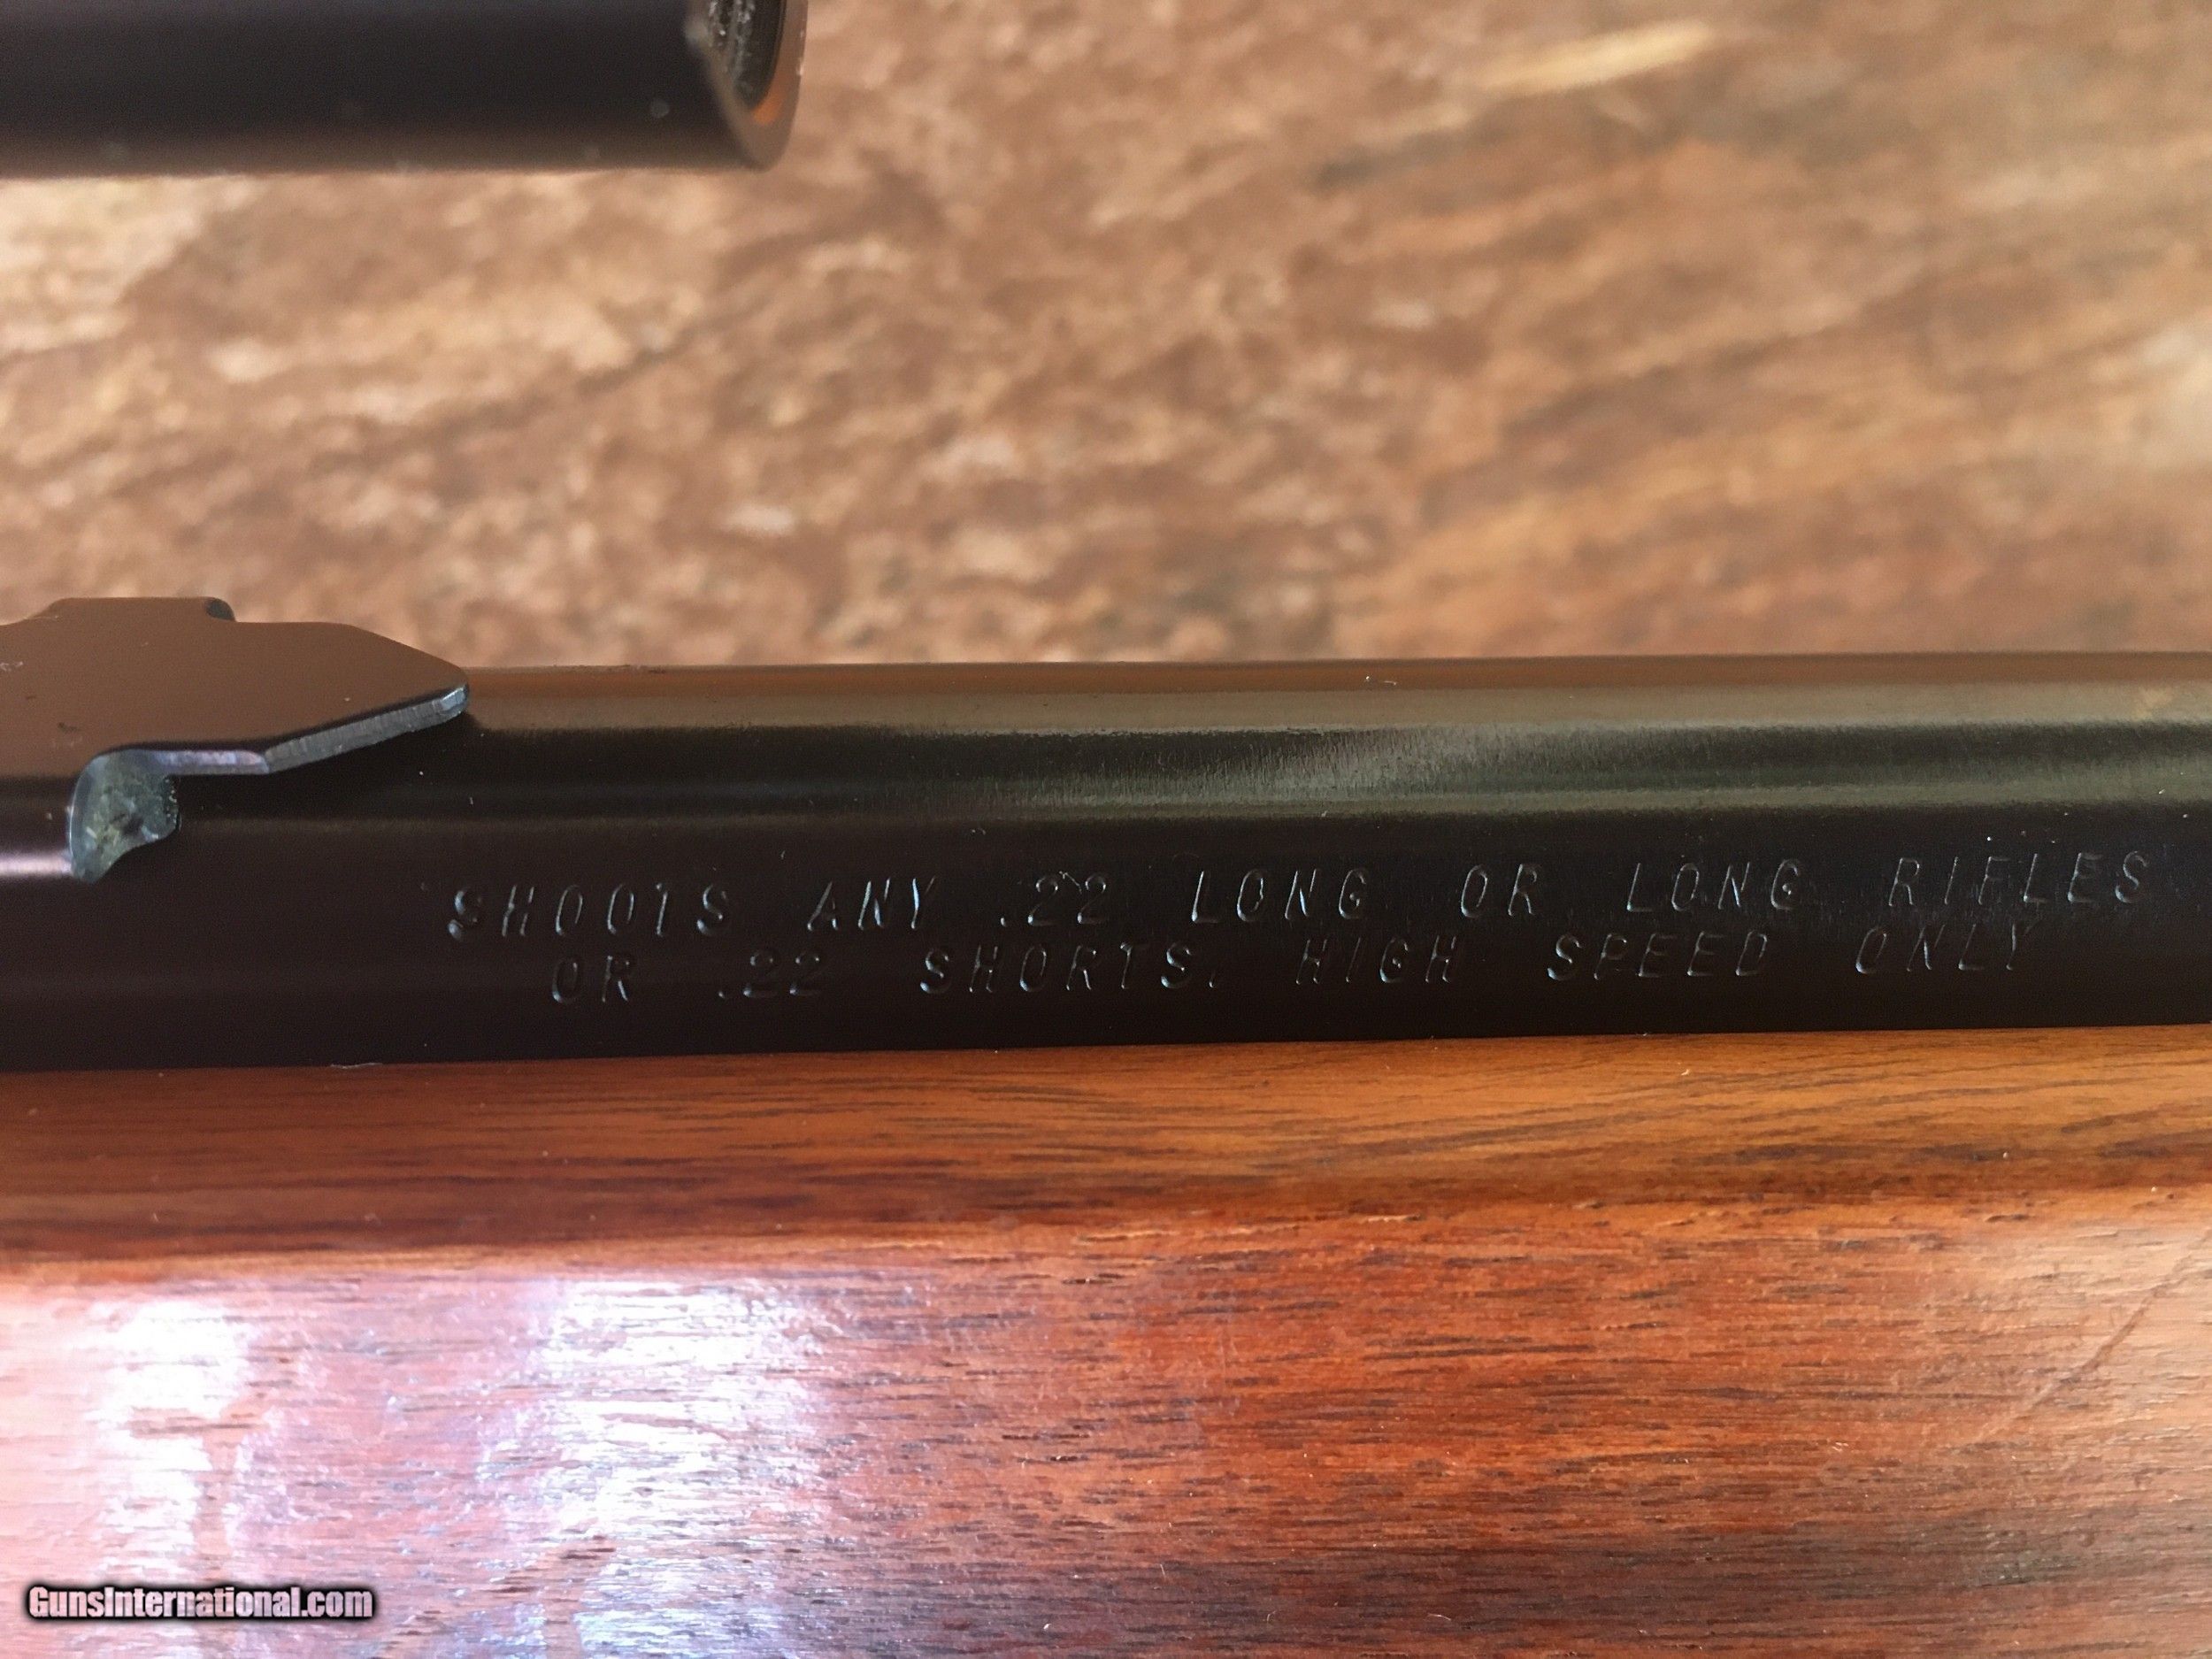 SHOOTS ANY .22 LONG OR LONG RIFLES
OR .22 SHORTS. HIGH SPEED ONLY
GunsInternational.com